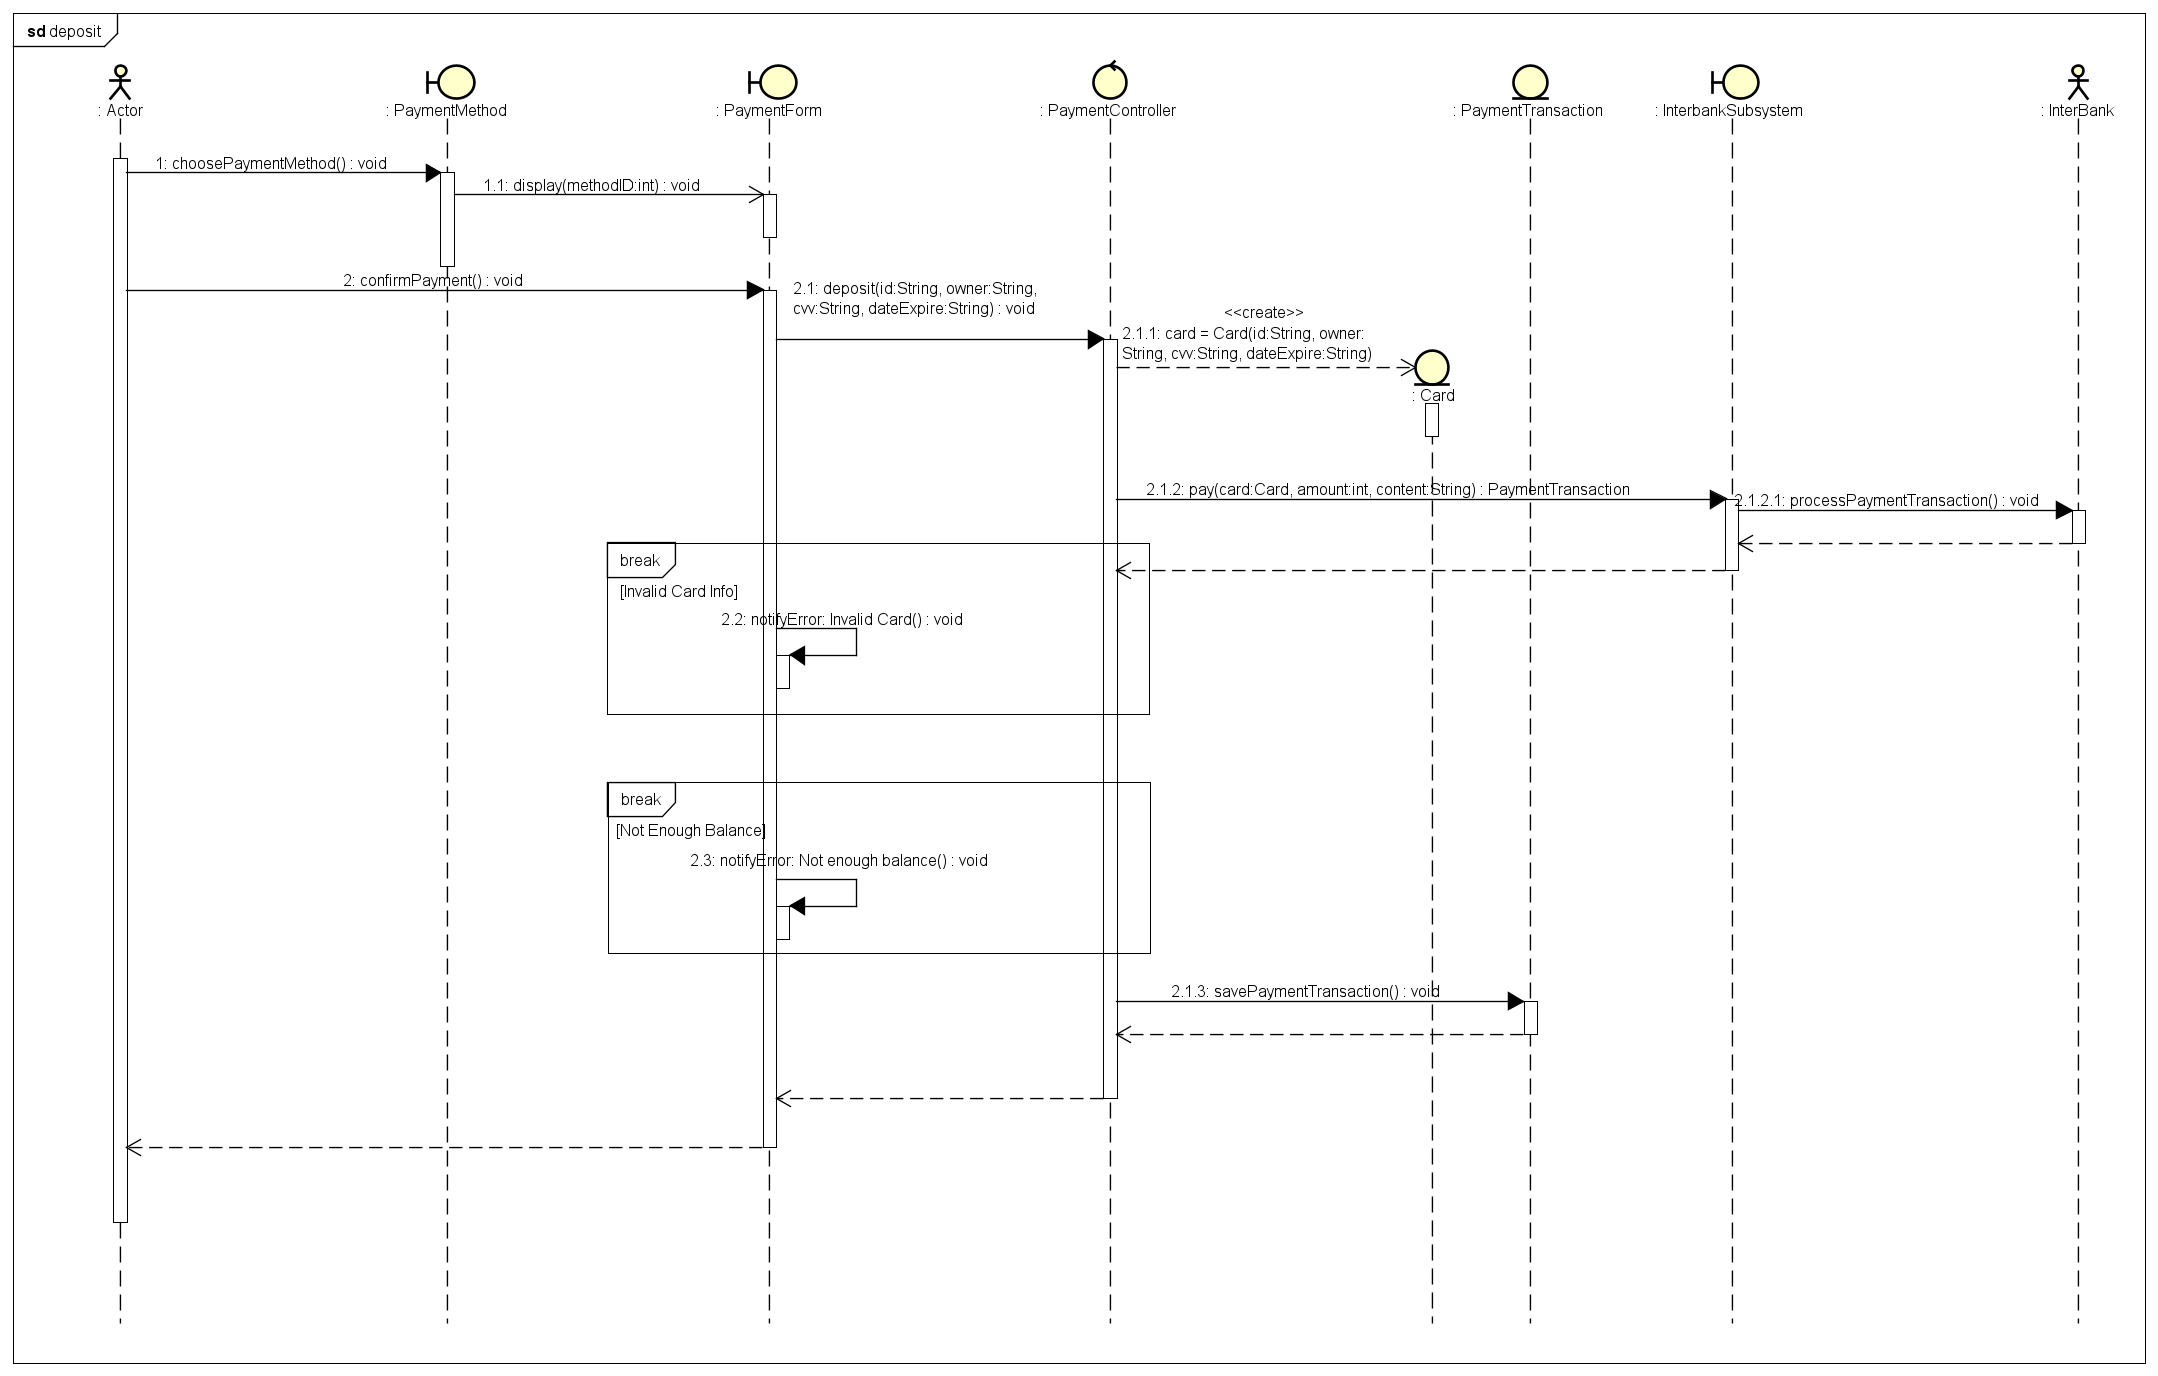 sd deposit
: Actor
: PaymentMethod
: PaymentForm
: PaymentController
: PaymentTransaction
: InterbankSubsystem
: InterBank
1: choosePaymentMethod() : void
1.1: display(methodID:int) : void
2: confirmPayment() : void
2.1: deposit(id:String, owner:String,
cvv:String, dateExpire:String) : void
<<create>>
2.1.1: card = Card(id:String, owner:
String, cvv:String, dateExpire:String)
: Card
2.1.2: pay(card:Card, amount:int, content:String) : PaymentTransaction
2.1.2.1: processPaymentTransaction() : void
break
[Invalid Card Info]
2.2: notifyError: Invalid Card() : void
break
[Not Enough Balance]
2.3: notifyError: Not enough balance() : void
2.1.3: savePaymentTransaction() : void